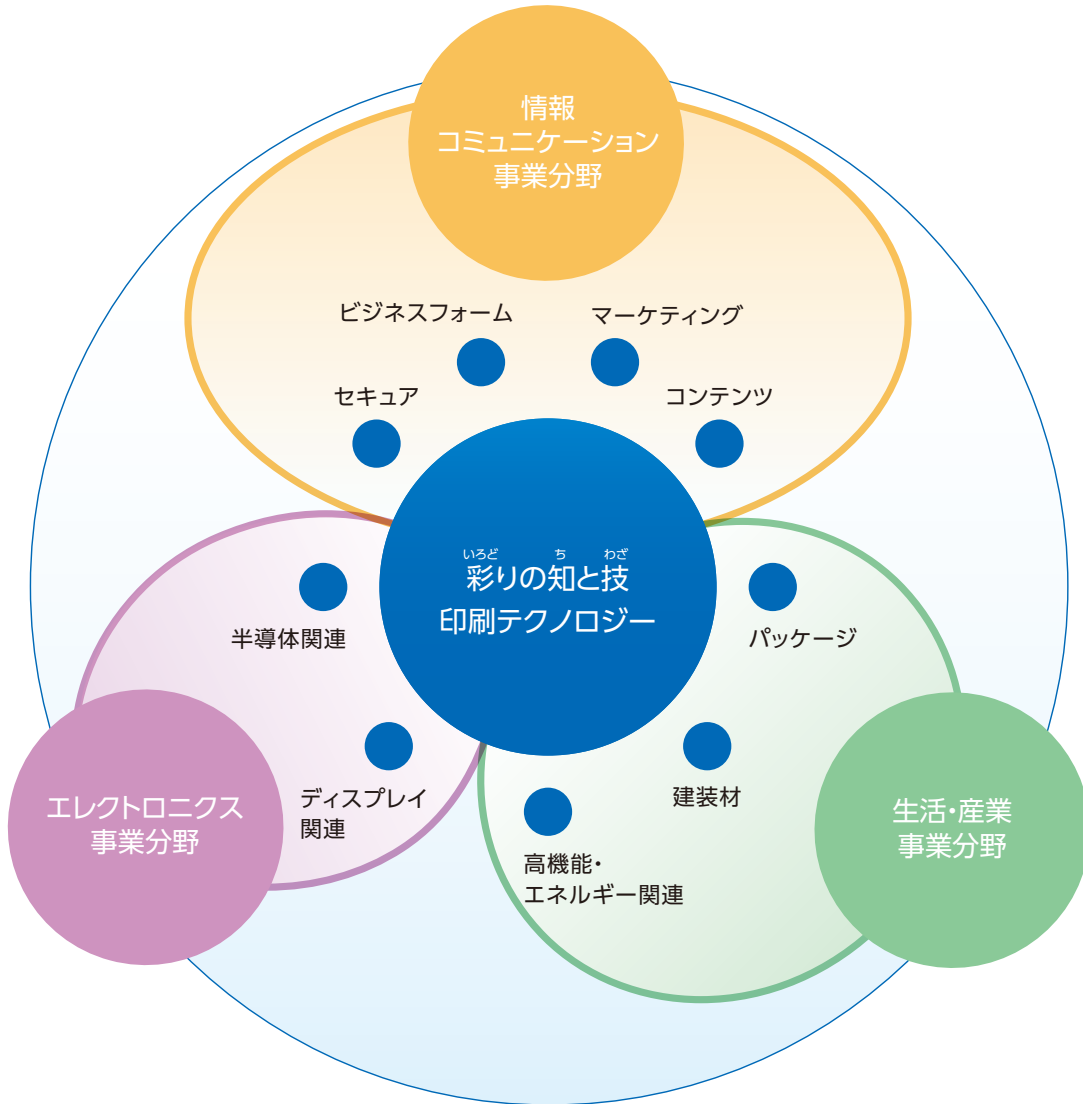 情報
コミュニケーション
事業分野
ビジネスフォーム
マーケティング
セキュア
コンテンツ
いろど ち わざ
彩りの知と技
印刷テクノロジー
半導体関連
パッケージ
ディスプレイ
関連
建装材
エレクトロニクス
事業分野
生活・産業
事業分野
高機能・
エネルギー関連